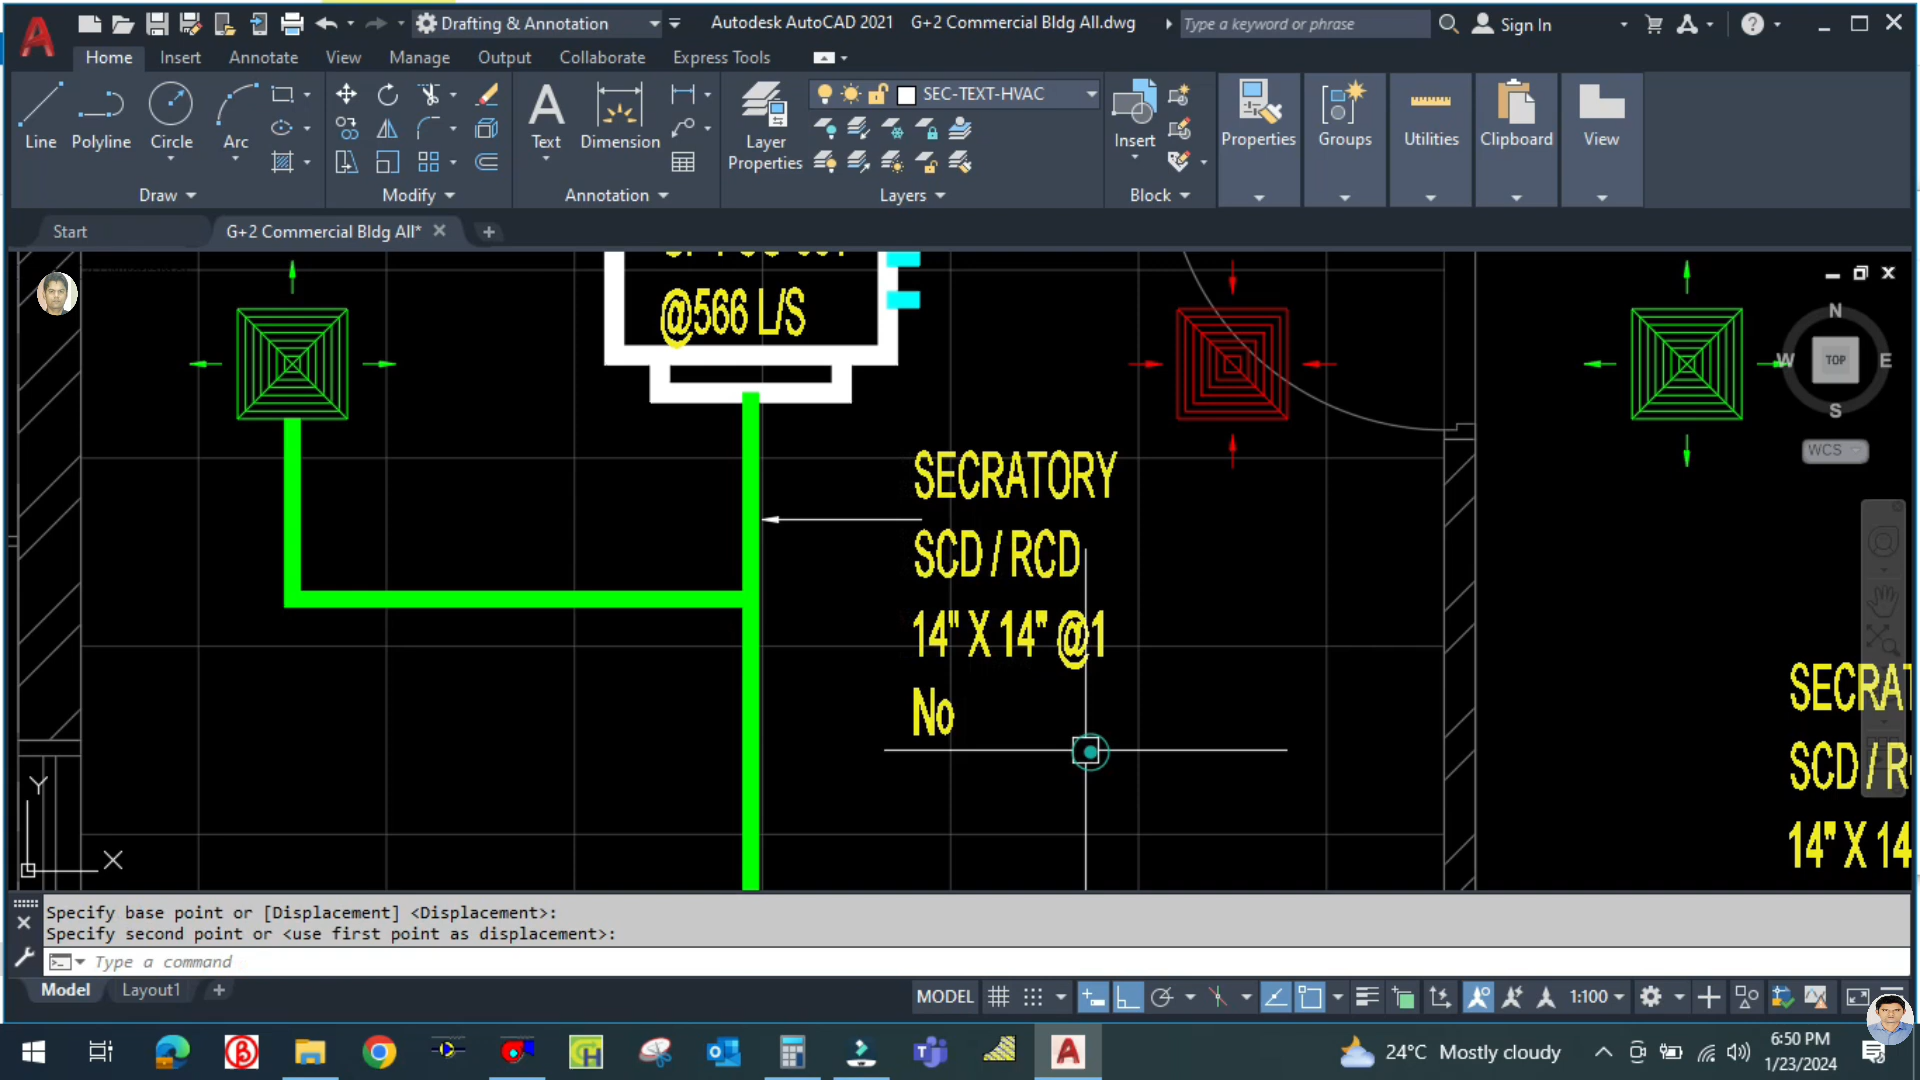 Drafting & Annotation
Autodesk AutoCAD 2021 G+2 Commercial Bldg All.dwg
Type a keyword or phrase
Sign In
Home Insert Annotate View Manage Output Collaborate Express Tools
SEC-TEXT-HVAC
Line Polyline Circle Arc
Text Dimension
Layer
Properties
Insert
Properties Groups Utilities Clipboard View
Draw Modify Annotation Layers Block
Start G+2 Commercial Bldg All*
@566 L/S
N
W TOP E
S
WCS
SECRATORY
SCD / RCD
14" X 14" @1
No
SECRAT
SCD / R
14" X 14
Y
X
Specify base point or [Displacement] <Displacement>:
Specify second point or <use first point as displacement>:
Type a command
Model Layout1
MODEL 1:100
24°C Mostly cloudy
6:50 PM
1/23/2024